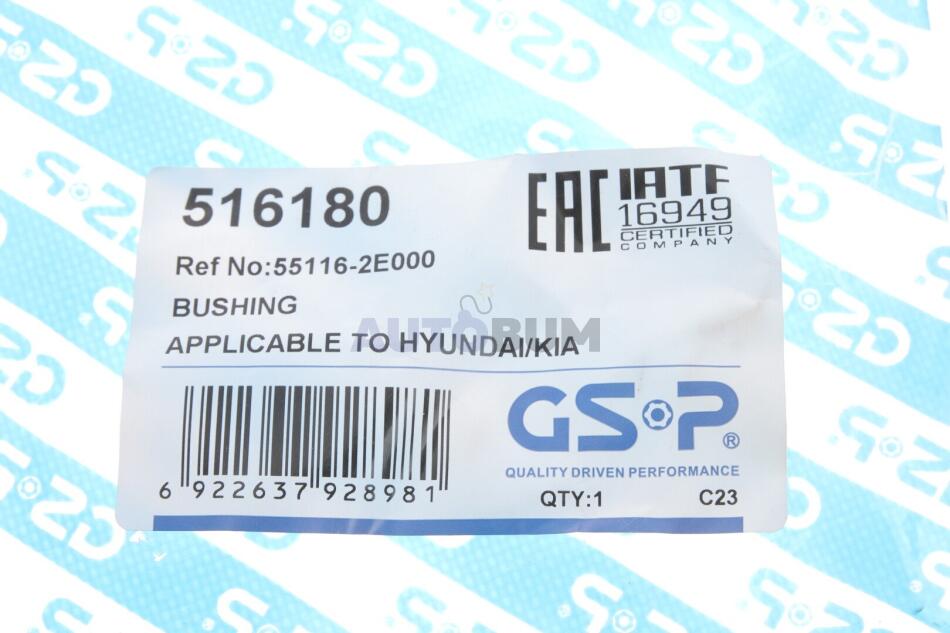 516180
EAC
IATF
16949
CERTIFIED
COMPANY
Ref No:55116-2E000
BUSHING
AUTOBUM
APPLICABLE TO HYUNDAI/KIA
GSP®
QUALITY DRIVEN PERFORMANCE
6 922637 928981
QTY:1
C23